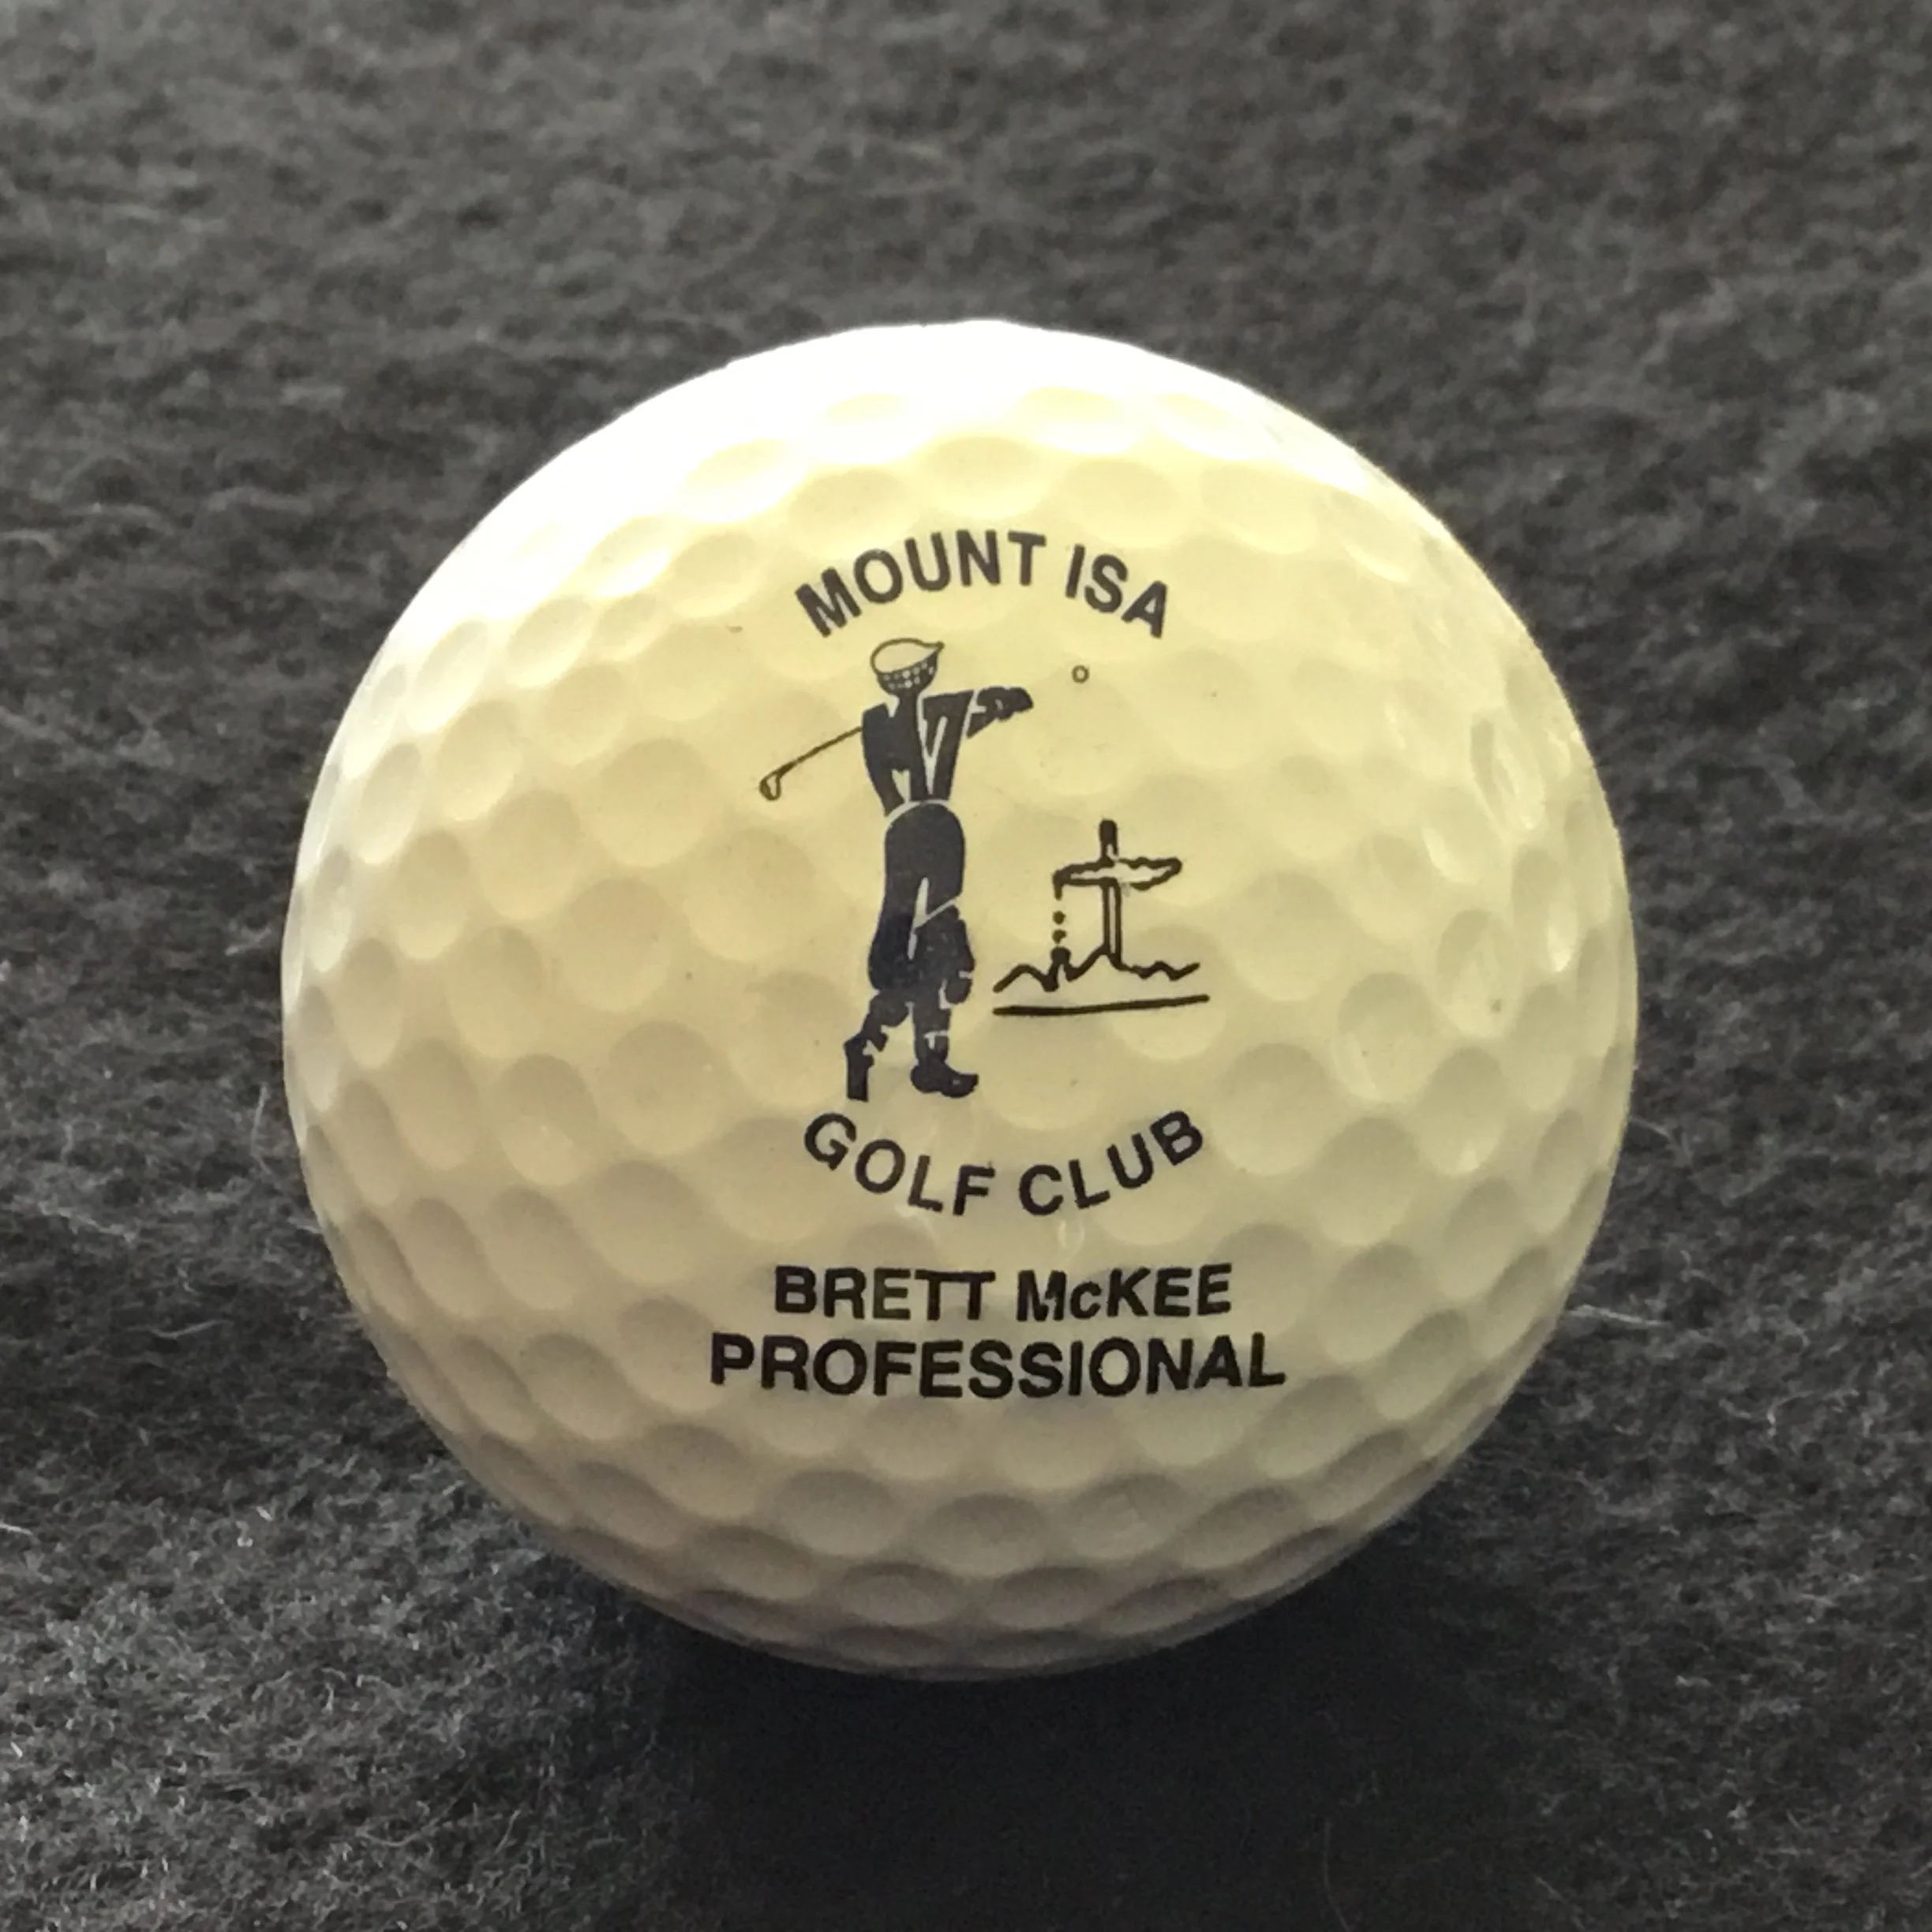 MOUNT ISA
GOLF CLUB
BRETT McKEE
PROFESSIONAL